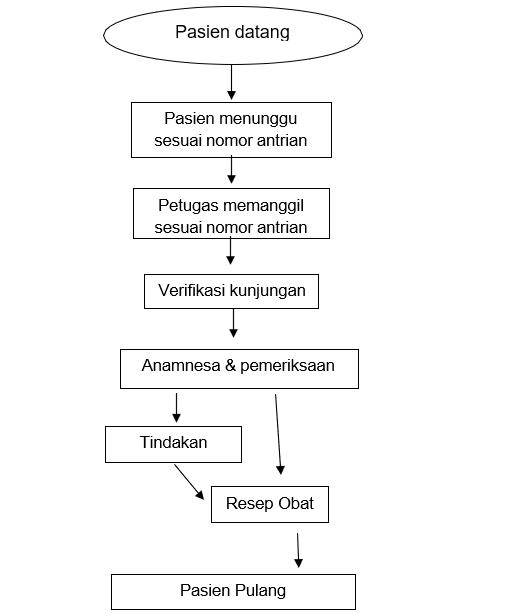 Pasien datang
Pasien menunggu
sesuai nomor antrian
Petugas memanggil
sesuai nomor antrian
Verifikasi kunjungan
Anamnesa & pemeriksaan
Tindakan
Resep Obat
Pasien Pulang